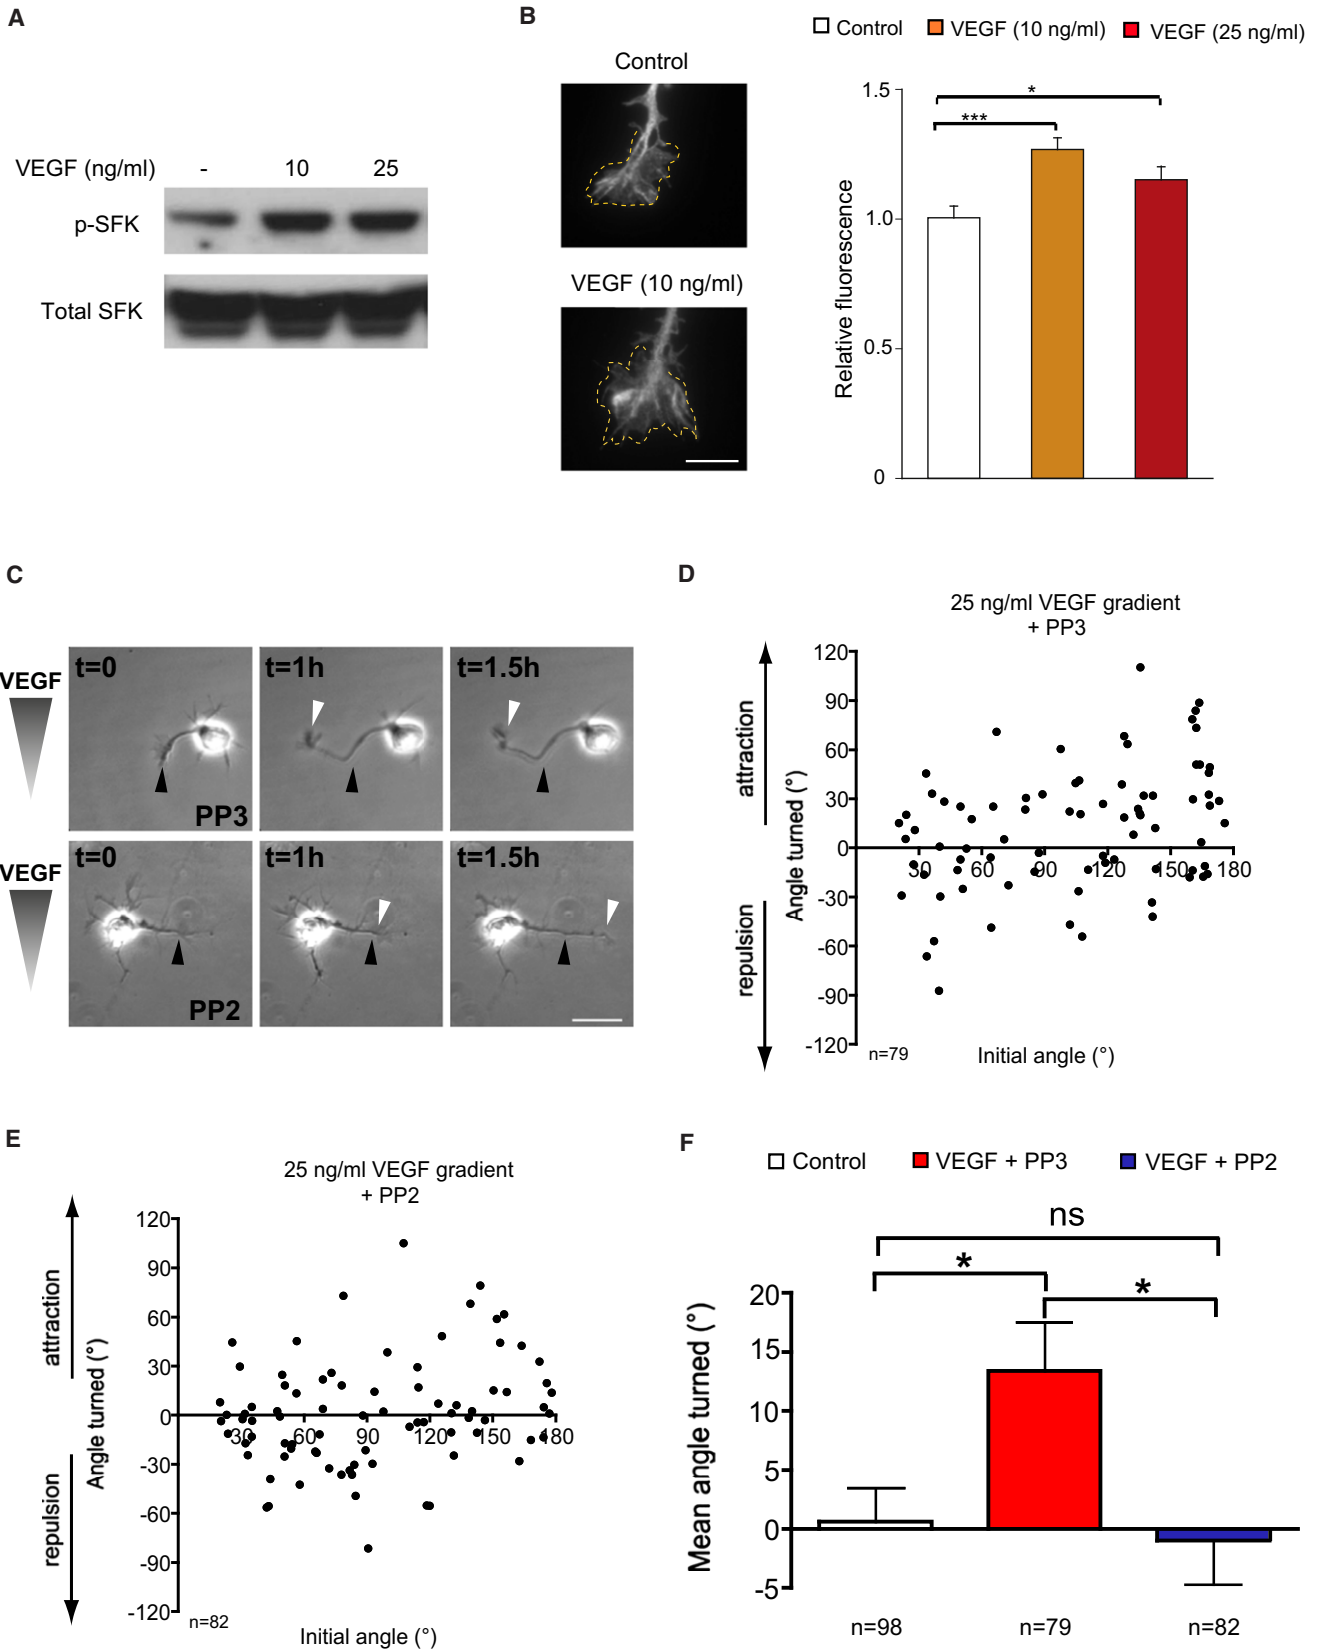 A
VEGF (ng/ml) - 10 25
p-SFK
Total SFK
B
Control
VEGF (10 ng/ml)
Control VEGF (10 ng/ml) VEGF (25 ng/ml)
Relative fluorescence
1.5
1.0
0.5
0
*
***
C
VEGF
t=0 t=1h t=1.5h
PP3
VEGF
t=0 t=1h t=1.5h
PP2
D
25 ng/ml VEGF gradient
+ PP3
attraction
repulsion
Angle turned (°)
120
90
60
30
0
-30
-60
-90
-120
30 60 90 120 150 180
n=79
Initial angle (°)
E
25 ng/ml VEGF gradient
+ PP2
attraction
repulsion
Angle turned (°)
120
90
60
30
0
-30
-60
-90
-120
30 60 90 120 150 180
n=82
Initial angle (°)
F
Control VEGF + PP3 VEGF + PP2
ns
* *
Mean angle turned (°)
20
15
10
5
0
-5
n=98 n=79 n=82